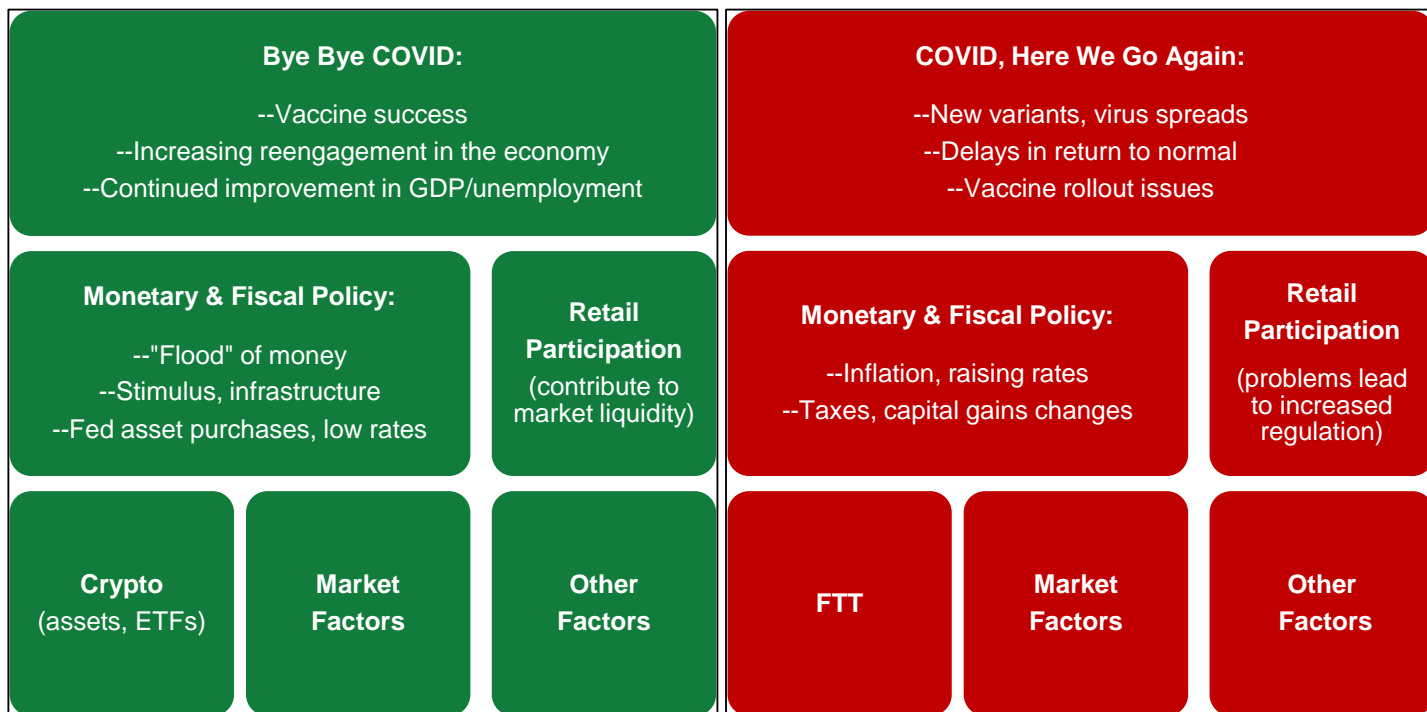 Bye Bye COVID:
--Vaccine success
--Increasing reengagement in the economy
--Continued improvement in GDP/unemployment
Monetary & Fiscal Policy:
--"Flood" of money
--Stimulus, infrastructure
--Fed asset purchases, low rates
Retail
Participation
(contribute to
market liquidity)
Crypto
(assets, ETFs)
Market
Factors
Other
Factors
COVID, Here We Go Again:
--New variants, virus spreads
--Delays in return to normal
--Vaccine rollout issues
Monetary & Fiscal Policy:
--Inflation, raising rates
--Taxes, capital gains changes
Retail
Participation
(problems lead
to increased
regulation)
FTT
Market
Factors
Other
Factors